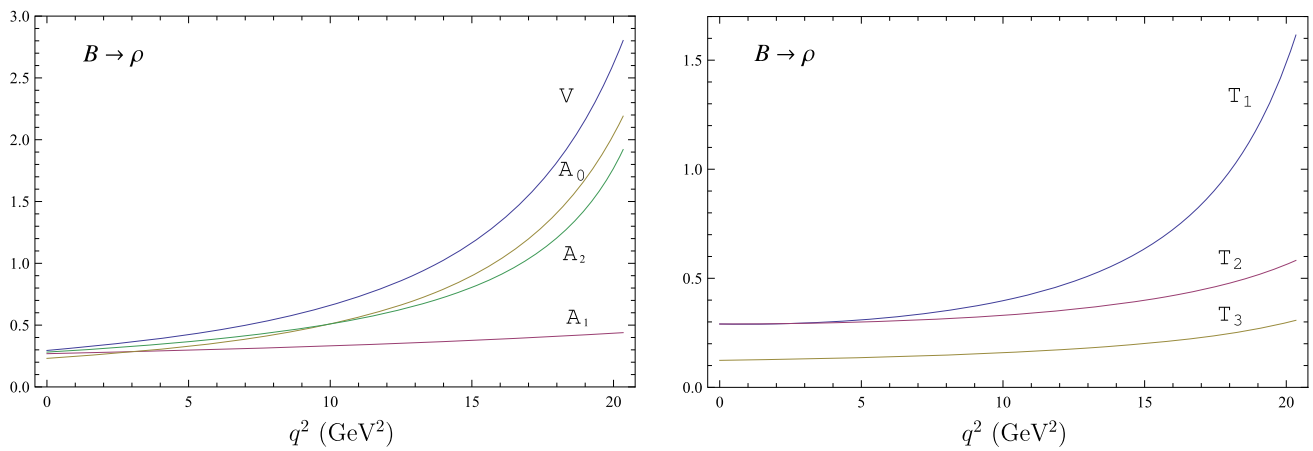 B → ρ
3.0
2.5
2.0
1.5
1.0
0.5
0.0
V
A₀
A₂
A₁
0 5 10 15 20
q² (GeV²)
B → ρ
1.5
1.0
0.5
0.0
T₁
T₂
T₃
0 5 10 15 20
q² (GeV²)